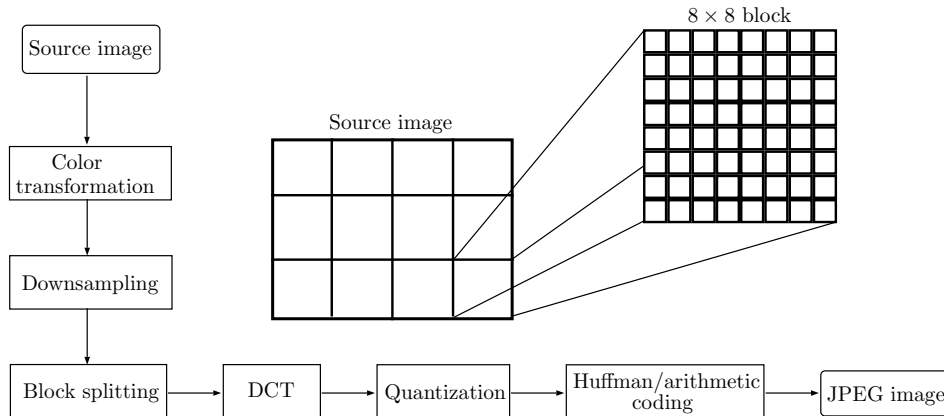 8 × 8 block
Source image
Source image
Color
transformation
Downsampling
Block splitting
DCT
Quantization
Huffman/arithmetic
coding
JPEG image